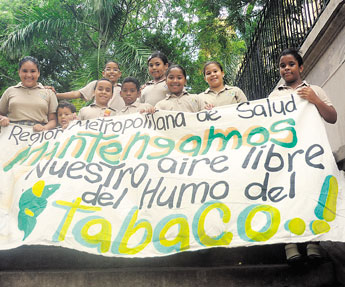 Región Metropolitana de Salud
Mantengamos
Nuestro aire libre
del Humo del
Tabaco..!